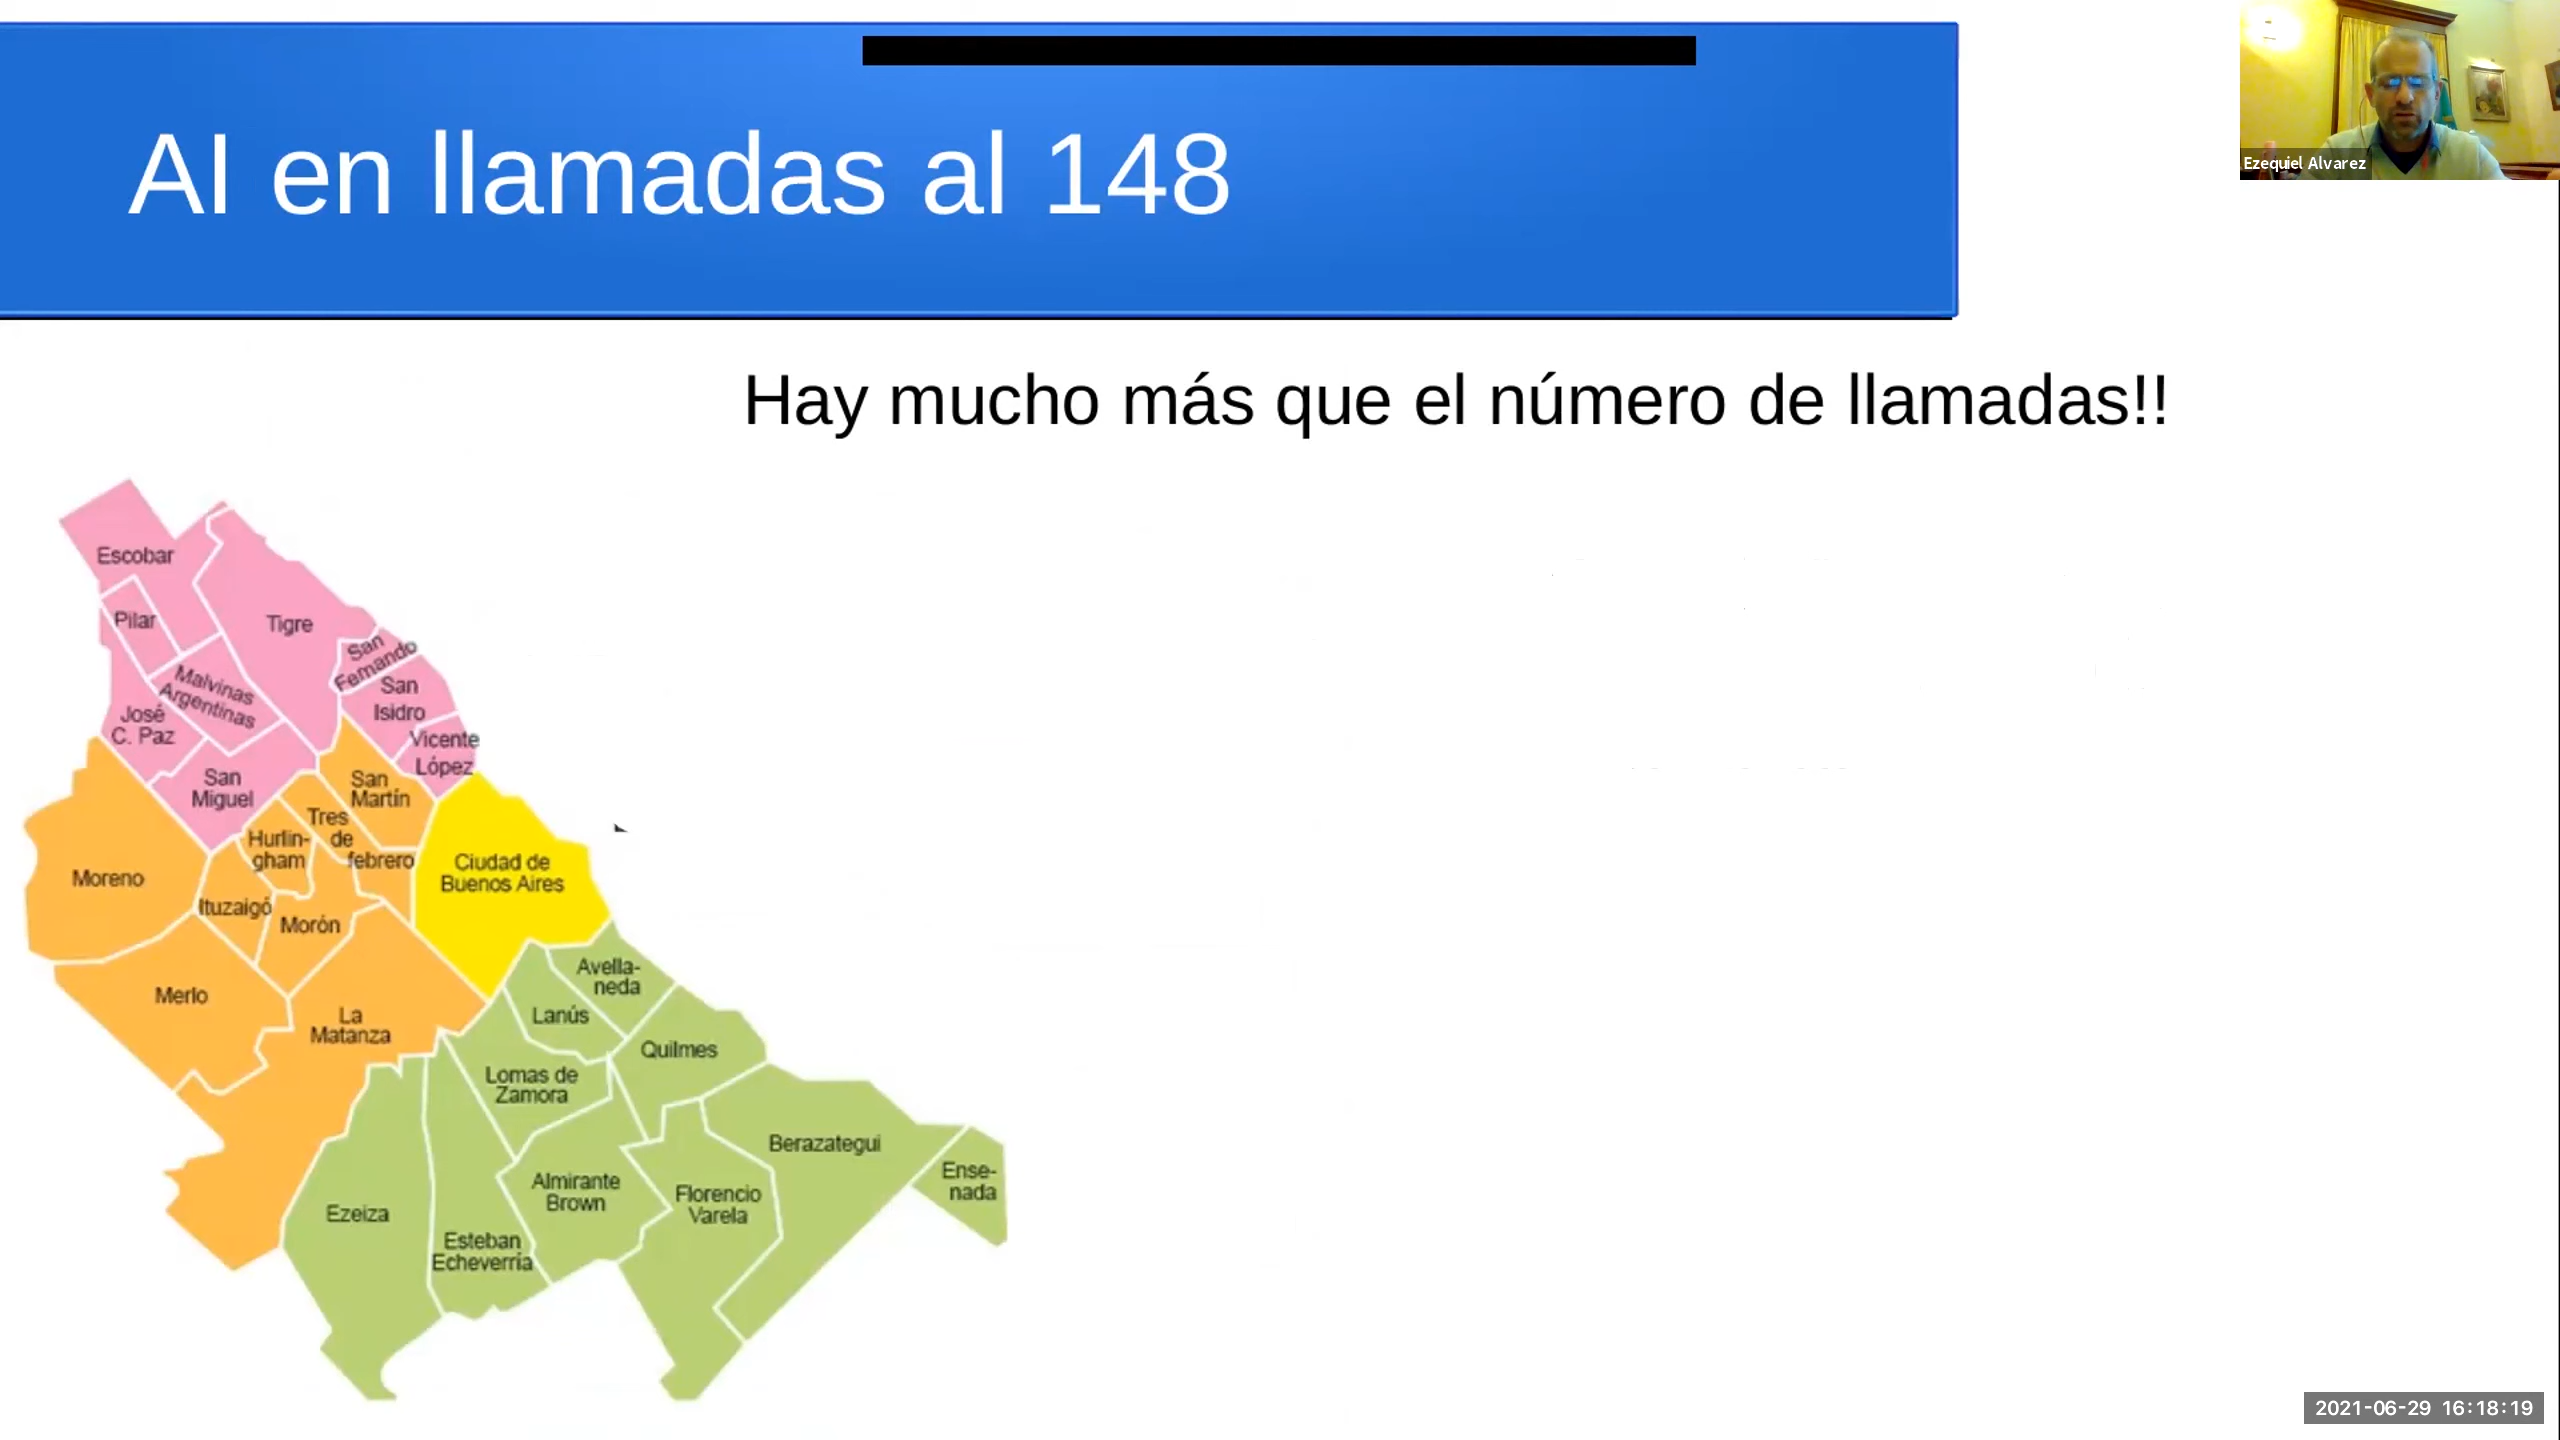 AI en llamadas al 148
Ezequiel Alvarez
Hay mucho más que el número de llamadas!!
Escobar
Pilar
Tigre
San
Fernando
Malvinas
Argentinas
San
Isidro
José
C. Paz
Vicente
López
San
Miguel
San
Martín
Tres
de
febrero
Hurlin-
gham
Moreno
Ciudad de
Buenos Aires
Ituzaigó
Morón
Merlo
La
Matanza
Avella-
neda
Lanús
Quilmes
Lomas de
Zamora
Berazategui
Ense-
nada
Almirante
Brown
Florencio
Varela
Ezeiza
Esteban
Echeverría
2021-06-29 16:18:19